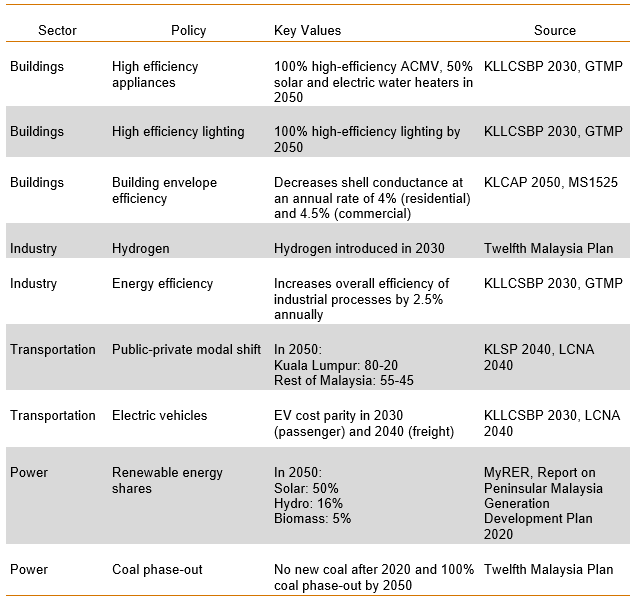 Sector Policy Key Values Source
Buildings High efficiency appliances 100% high-efficiency ACMV, 50% solar and electric water heaters in 2050 KLLCSBP 2030, GTMP
Buildings High efficiency lighting 100% high-efficiency lighting by 2050 KLLCSBP 2030, GTMP
Buildings Building envelope efficiency Decreases shell conductance at an annual rate of 4% (residential) and 4.5% (commercial) KLCAP 2050, MS1525
Industry Hydrogen Hydrogen introduced in 2030 Twelfth Malaysia Plan
Industry Energy efficiency Increases overall efficiency of industrial processes by 2.5% annually KLLCSBP 2030, GTMP
Transportation Public-private modal shift In 2050: Kuala Lumpur: 80-20 Rest of Malaysia: 55-45 KLSP 2040, LCNA 2040
Transportation Electric vehicles EV cost parity in 2030 (passenger) and 2040 (freight) KLLCSBP 2030, LCNA 2040
Power Renewable energy shares In 2050: Solar: 50% Hydro: 16% Biomass: 5% MyRER, Report on Peninsular Malaysia Generation Development Plan 2020
Power Coal phase-out No new coal after 2020 and 100% coal phase-out by 2050 Twelfth Malaysia Plan